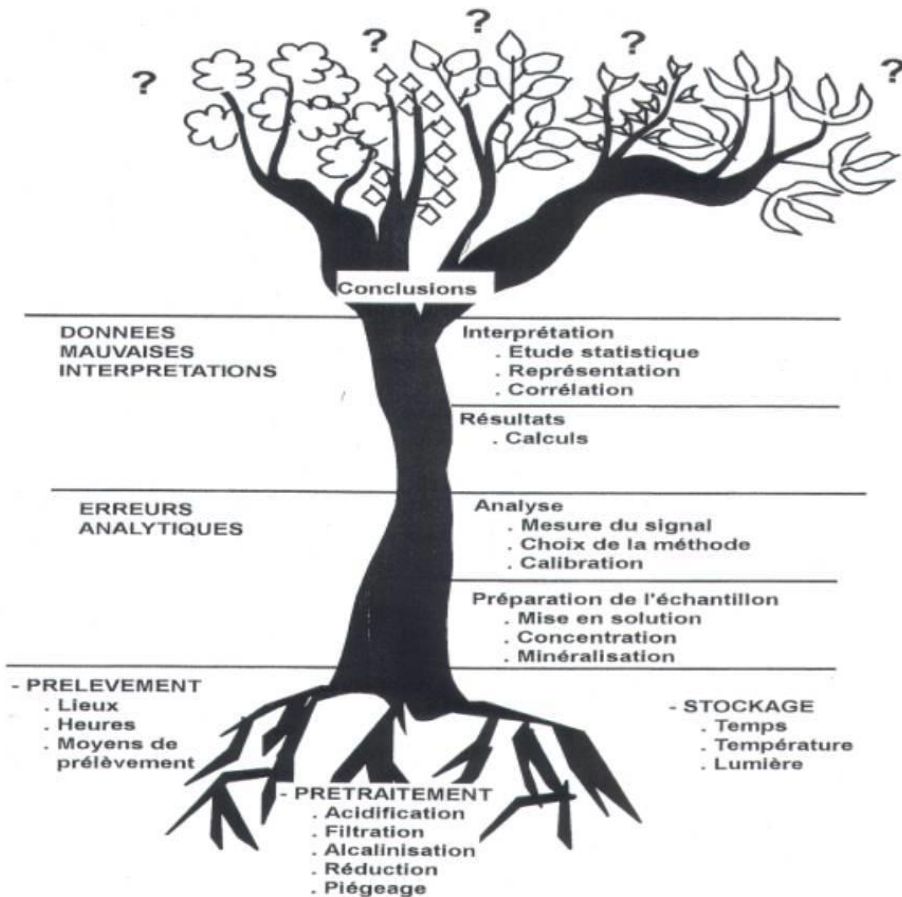 ?
?
?
?
?
Conclusions
DONNEES
MAUVAISES
INTERPRETATIONS
Interprétation
. Etude statistique
. Représentation
. Corrélation
Résultats
. Calculs
ERREURS
ANALYTIQUES
Analyse
. Mesure du signal
. Choix de la méthode
. Calibration
Préparation de l'échantillon
. Mise en solution
. Concentration
. Minéralisation
- PRELEVEMENT
. Lieux
. Heures
. Moyens de
prélèvement
- STOCKAGE
. Temps
. Température
. Lumière
- PRETRAITEMENT
. Acidification
. Filtration
. Alcalinisation
. Réduction
. Piégeage